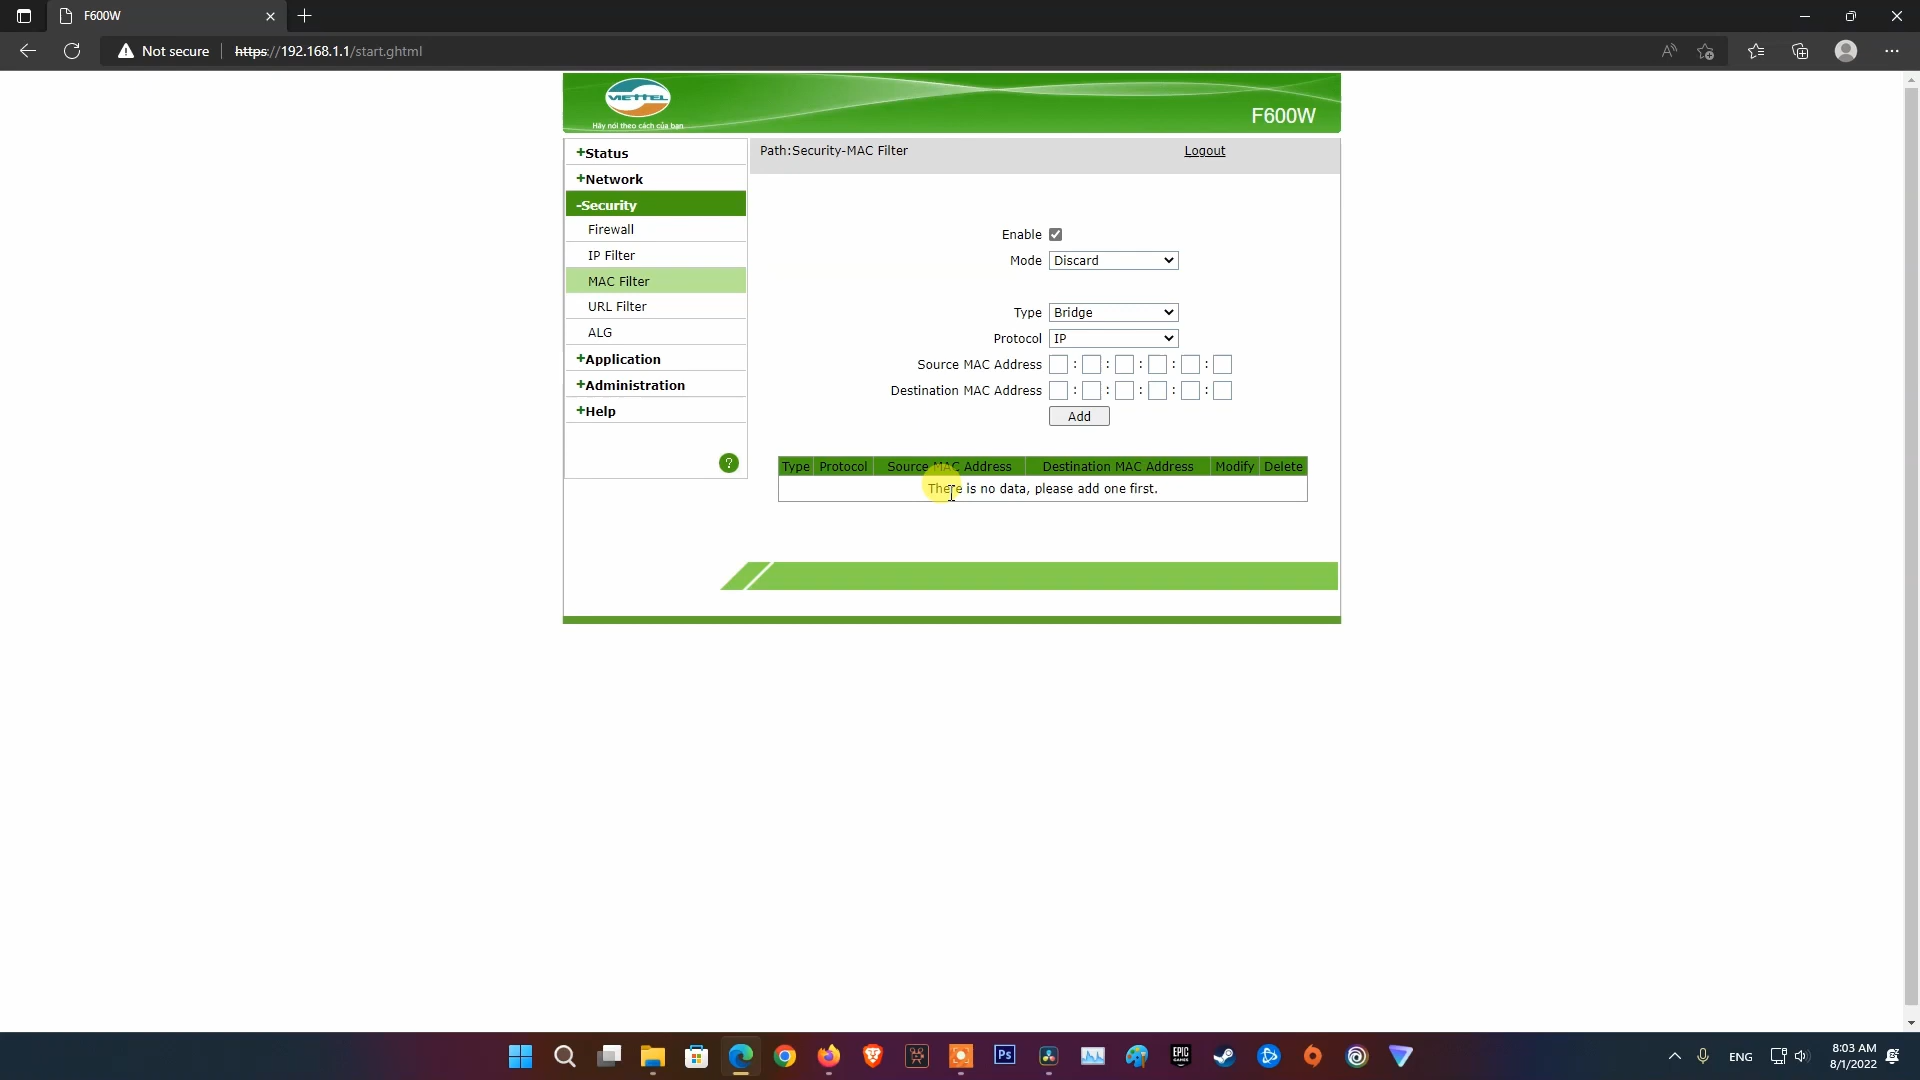 F600W
Not secure
https://192.168.1.1/start.ghtml
VIETTEL
Hãy nói theo cách của bạn
F600W
+Status
+Network
-Security
Firewall
IP Filter
MAC Filter
URL Filter
ALG
+Application
+Administration
+Help
?
Path:Security-MAC Filter
Logout
Enable
Mode Discard
Type Bridge
Protocol IP
Source MAC Address : : : : :
Destination MAC Address : : : : :
Add
Type Protocol Source MAC Address Destination MAC Address Modify Delete
There is no data, please add one first.
Ps
EPIC
GAMES
ENG
8:03 AM
8/1/2022